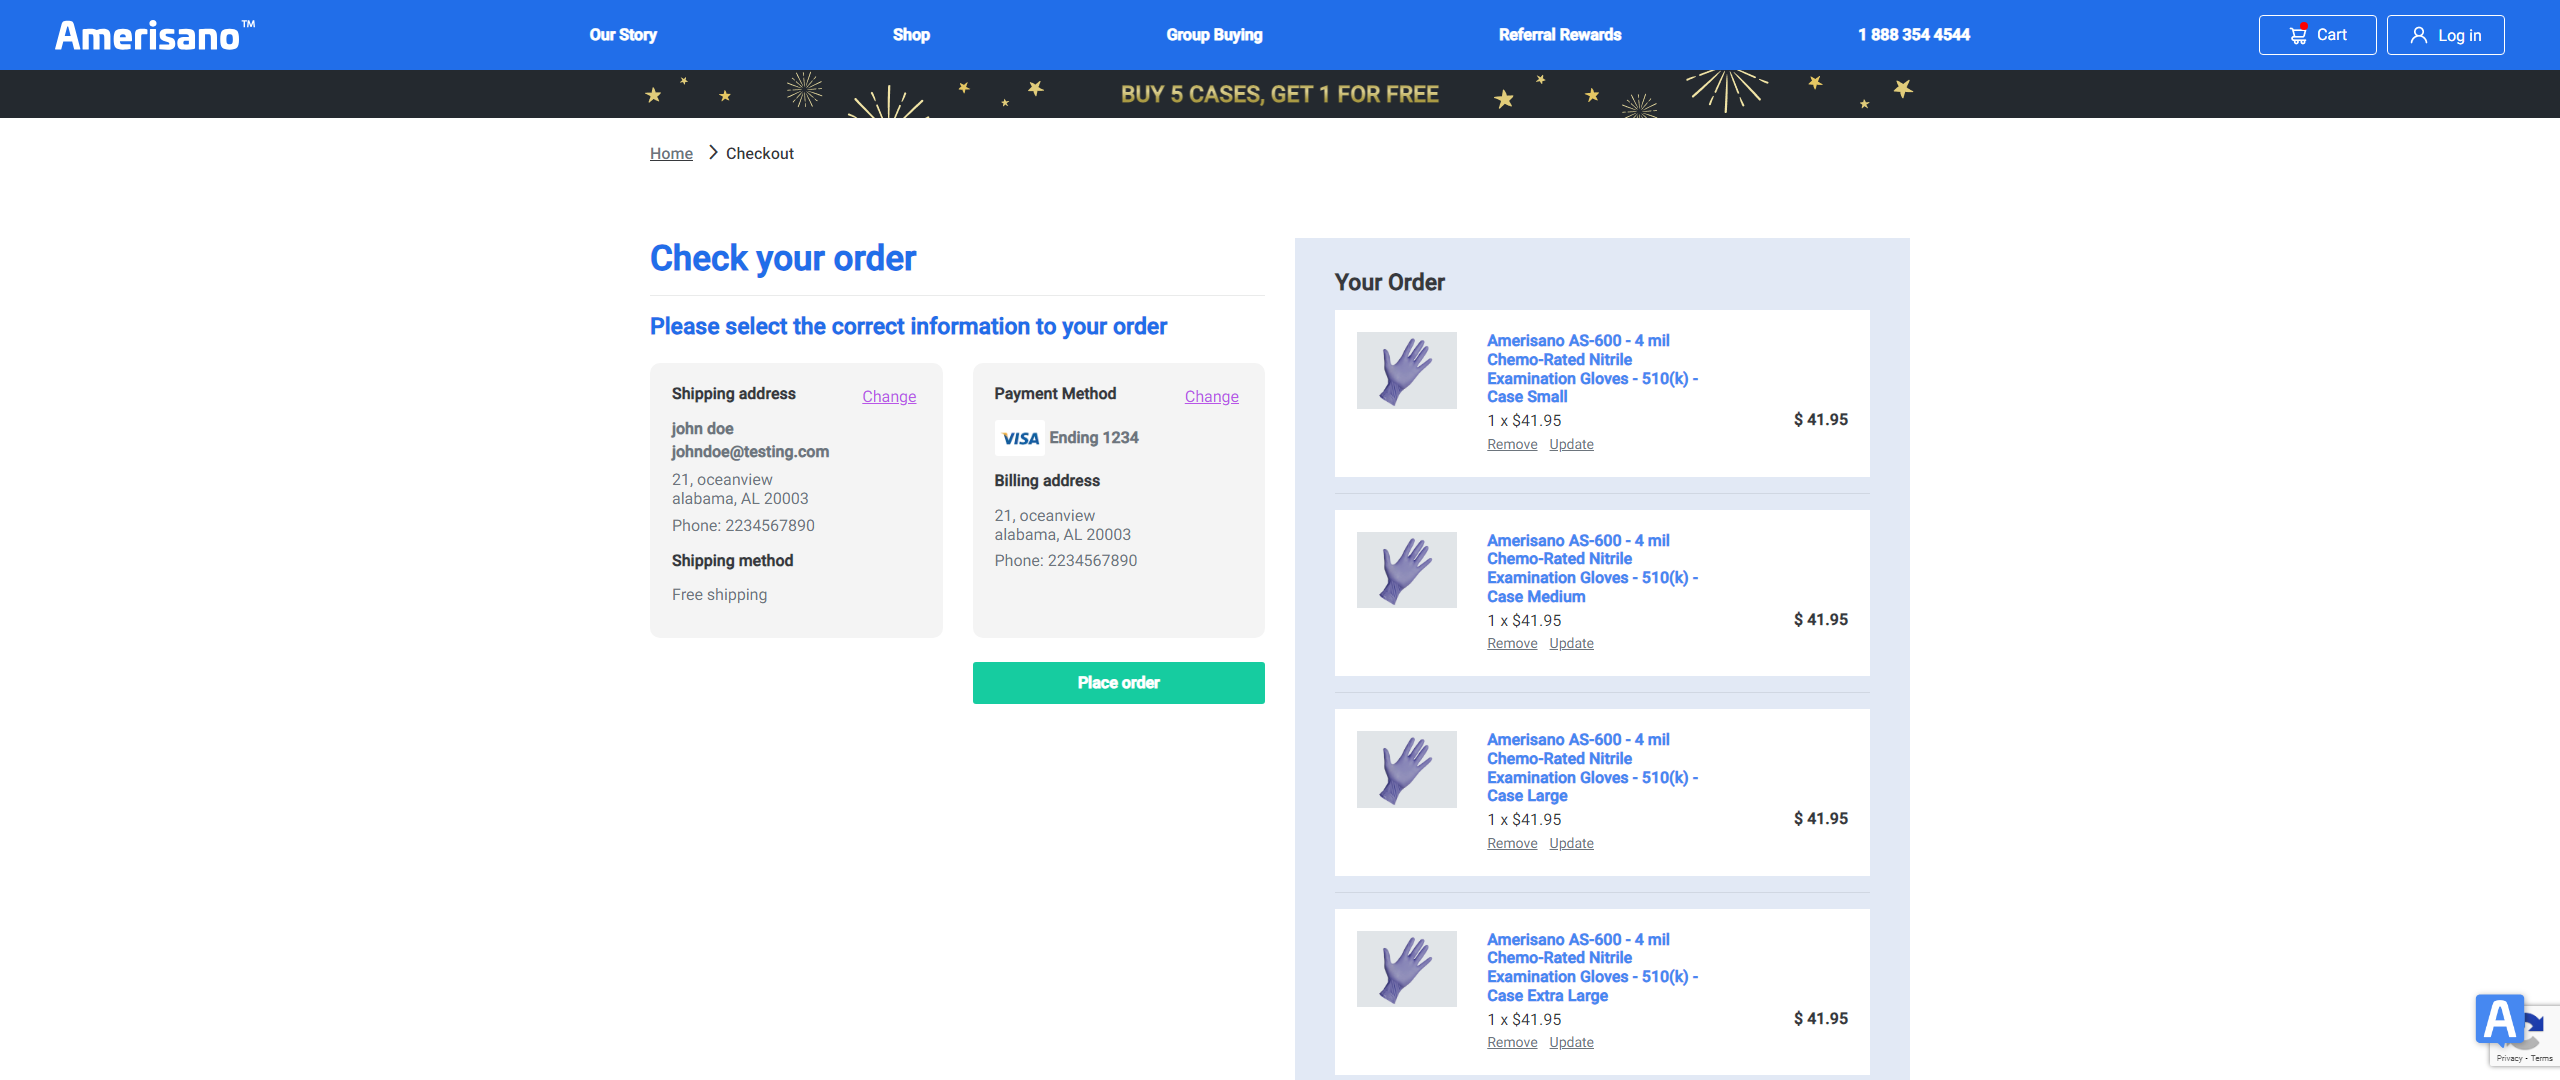 Amerisano™
Our Story
Shop
Group Buying
Referral Rewards
1 888 354 4544
Cart
Log in
BUY 5 CASES, GET 1 FOR FREE
Home
Checkout
Check your order
Please select the correct information to your order
Shipping address
Change
john doe
johndoe@testing.com
21, oceanview
alabama, AL 20003
Phone: 2234567890
Shipping method
Free shipping
Payment Method
Change
VISA Ending 1234
Billing address
21, oceanview
alabama, AL 20003
Phone: 2234567890
Place order
Your Order
Amerisano AS-600 - 4 mil
Chemo-Rated Nitrile
Examination Gloves - 510(k) -
Case Small
1 x $41.95
$ 41.95
Remove Update
Amerisano AS-600 - 4 mil
Chemo-Rated Nitrile
Examination Gloves - 510(k) -
Case Medium
1 x $41.95
$ 41.95
Remove Update
Amerisano AS-600 - 4 mil
Chemo-Rated Nitrile
Examination Gloves - 510(k) -
Case Large
1 x $41.95
$ 41.95
Remove Update
Amerisano AS-600 - 4 mil
Chemo-Rated Nitrile
Examination Gloves - 510(k) -
Case Extra Large
1 x $41.95
$ 41.95
Remove Update
A
Privacy - Terms